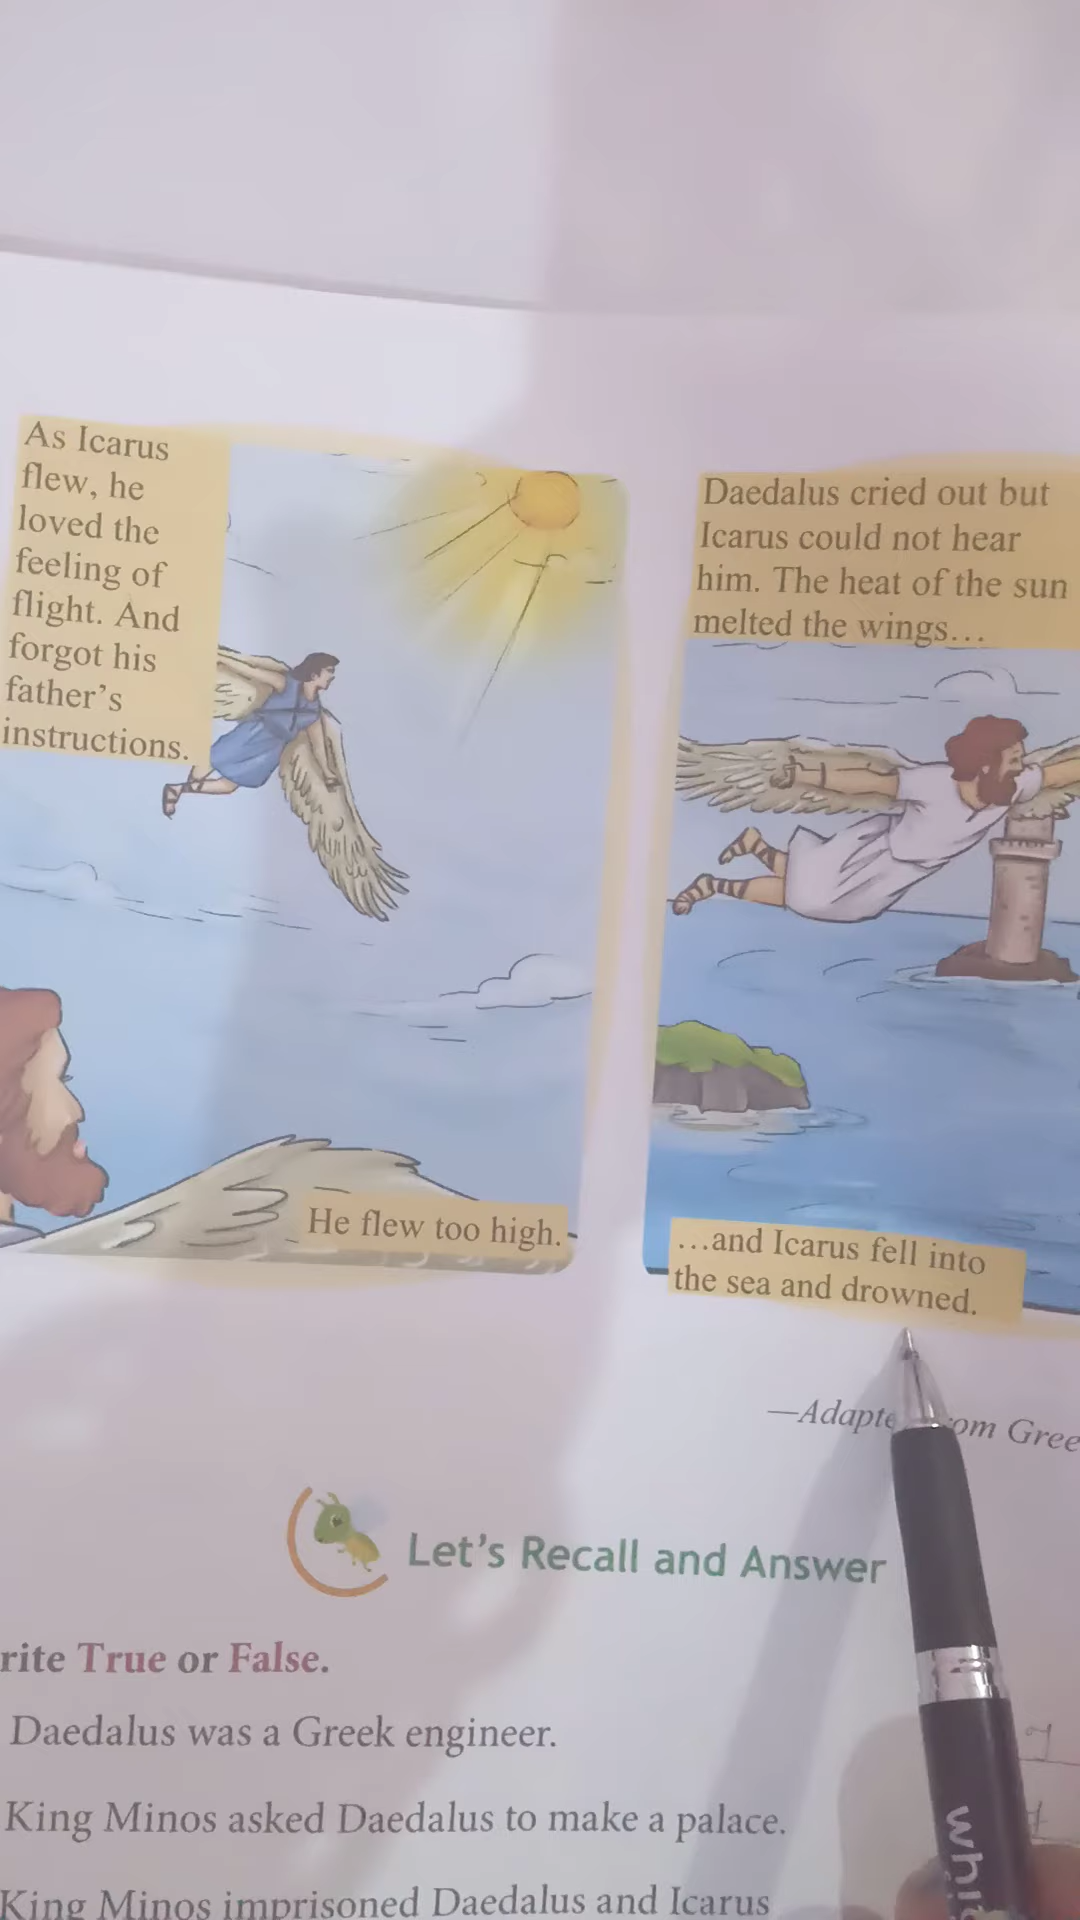 As Icarus
flew, he
loved the
feeling of
flight. And
forgot his
father's
instructions.
He flew too high.
Daedalus cried out but
Icarus could not hear
him. The heat of the sun
melted the wings...
...and Icarus fell into
the sea and drowned.
—Adapte om Gree
Let's Recall and Answer
rite True or False.
Daedalus was a Greek engineer.
King Minos asked Daedalus to make a palace.
King Minos imprisoned Daedalus and Icarus